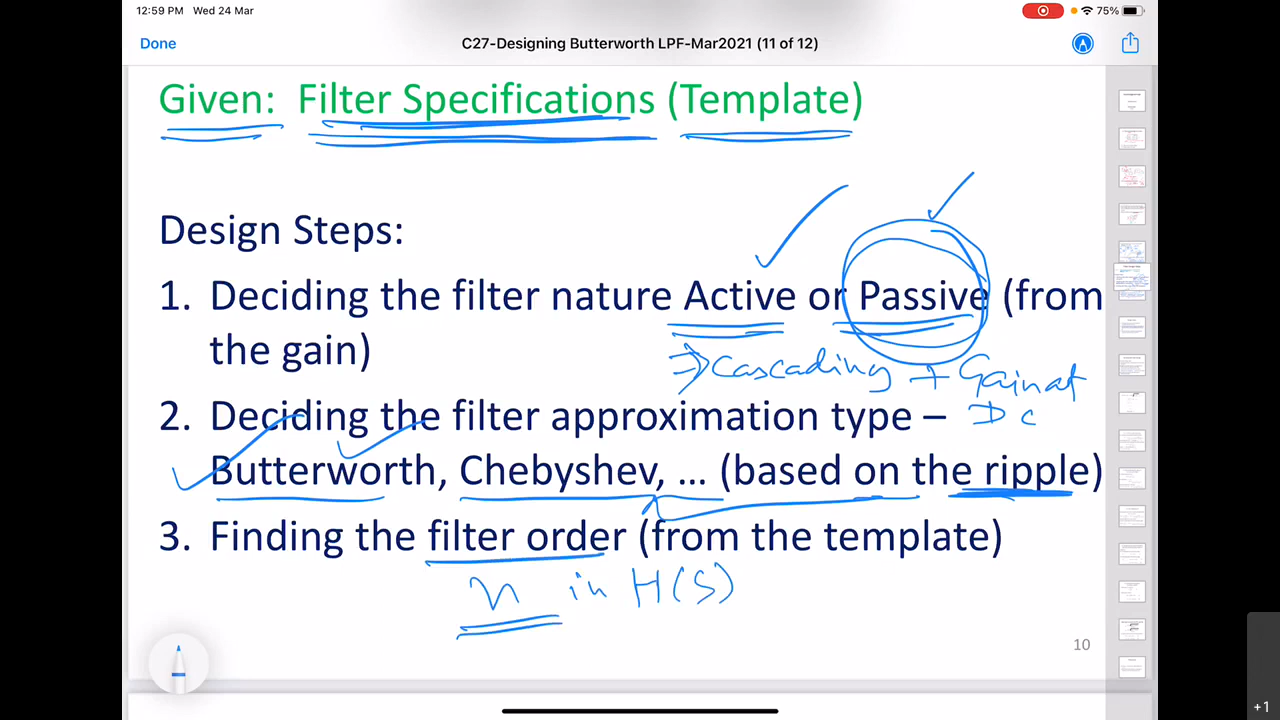 12:59 PM Wed 24 Mar
75%
Done
C27-Designing Butterworth LPF-Mar2021 (11 of 12)
Given: Filter Specifications (Template)
Design Steps:
1. Deciding the filter nature Active or Passive (from
the gain)
⇒ Cascading + Gain at
DC
2. Deciding the filter approximation type –
Butterworth, Chebyshev, ... (based on the ripple)
3. Finding the filter order (from the template)
n in H(S)
10
+1